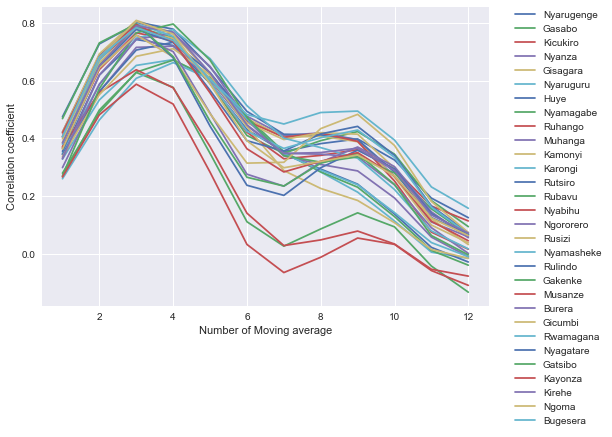 0.8
0.6
0.4
0.2
0.0
Correlation coefficient
2 4 6 8 10 12
Number of Moving average
Nyarugenge
Gasabo
Kicukiro
Nyanza
Gisagara
Nyaruguru
Huye
Nyamagabe
Ruhango
Muhanga
Kamonyi
Karongi
Rutsiro
Rubavu
Nyabihu
Ngororero
Rusizi
Nyamasheke
Rulindo
Gakenke
Musanze
Burera
Gicumbi
Rwamagana
Nyagatare
Gatsibo
Kayonza
Kirehe
Ngoma
Bugesera